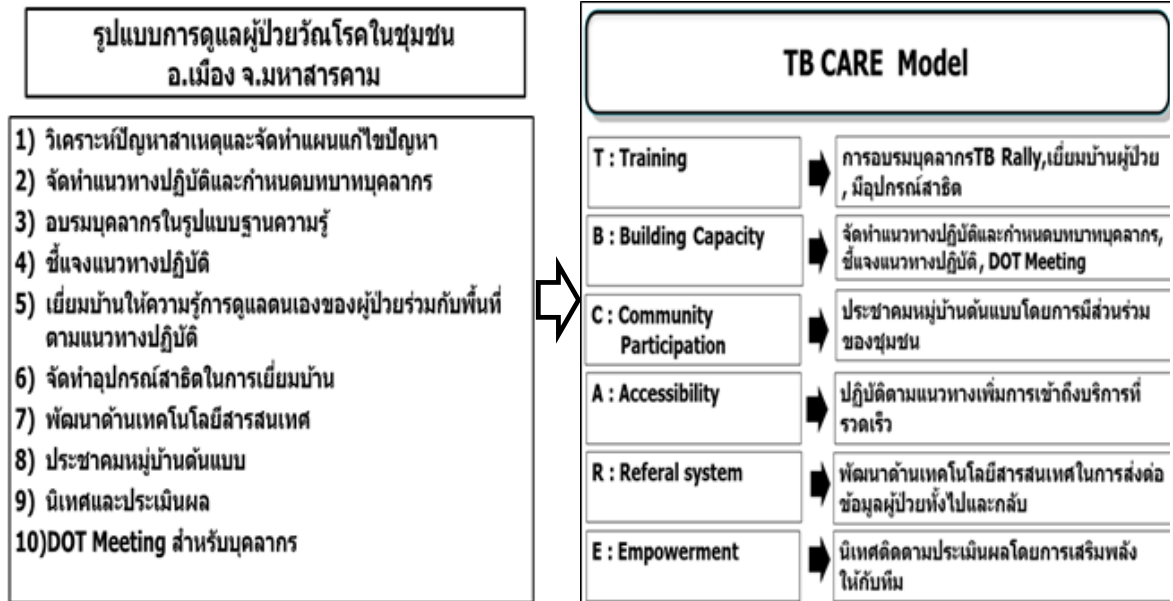 รูปแบบการดูแลผู้ป่วยวัณโรคในชุมชน
อ.เมือง จ.มหาสารคาม
1) วิเคราะห์ปัญหาสาเหตุและจัดทำแผนแก้ไขปัญหา
2) จัดทำแนวทางปฏิบัติและกำหนดบทบาทบุคลากร
3) อบรมบุคลากรในรูปแบบฐานความรู้
4) ชี้แจงแนวทางปฏิบัติ
5) เยี่ยมบ้านให้ความรู้การดูแลตนเองของผู้ป่วยร่วมกับพื้นที่
ตามแนวทางปฏิบัติ
6) จัดทำอุปกรณ์สาธิตในการเยี่ยมบ้าน
7) พัฒนาด้านเทคโนโลยีสารสนเทศ
8) ประชาคมหมู่บ้านต้นแบบ
9) นิเทศและประเมินผล
10)DOT Meeting สำหรับบุคลากร
TB CARE Model
T : Training
การอบรมบุคลากรTB Rally,เยี่ยมบ้านผู้ป่วย
, มีอุปกรณ์สาธิต
B : Building Capacity
จัดทำแนวทางปฏิบัติและกำหนดบทบาทบุคลากร,
ชี้แจงแนวทางปฏิบัติ, DOT Meeting
C : Community
Participation
ประชาคมหมู่บ้านต้นแบบโดยการมีส่วนร่วม
ของชุมชน
A : Accessibility
ปฏิบัติตามแนวทางเพิ่มการเข้าถึงบริการที่
รวดเร็ว
R : Referal system
พัฒนาด้านเทคโนโลยีสารสนเทศในการส่งต่อ
ข้อมูลผู้ป่วยทั้งไปและกลับ
E : Empowerment
นิเทศติดตามประเมินผลโดยการเสริมพลัง
ให้กับทีม